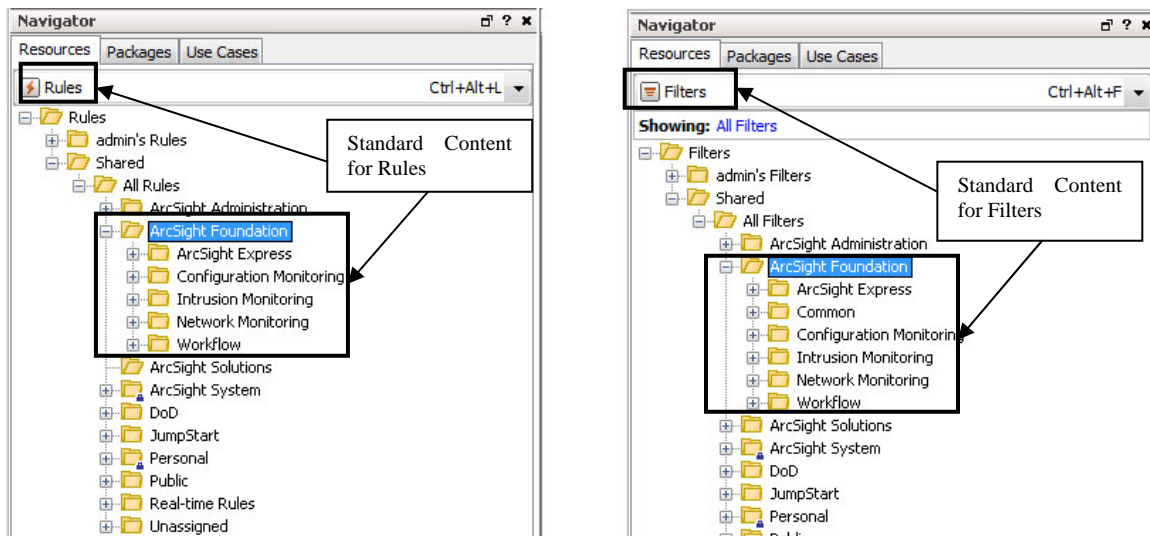 Navigator
Resources Packages Use Cases
Rules Ctrl+Alt+L
Rules
admin's Rules
Shared
All Rules
ArcSight Administration
ArcSight Foundation
ArcSight Express
Configuration Monitoring
Intrusion Monitoring
Network Monitoring
Workflow
ArcSight Solutions
ArcSight System
DoD
JumpStart
Personal
Public
Real-time Rules
Unassigned
Standard Content
for Rules
Navigator
Resources Packages Use Cases
Filters Ctrl+Alt+F
Showing: All Filters
Filters
admin's Filters
Shared
All Filters
ArcSight Administration
ArcSight Foundation
ArcSight Express
Common
Configuration Monitoring
Intrusion Monitoring
Network Monitoring
Workflow
ArcSight Solutions
ArcSight System
DoD
JumpStart
Personal
Standard Content
for Filters